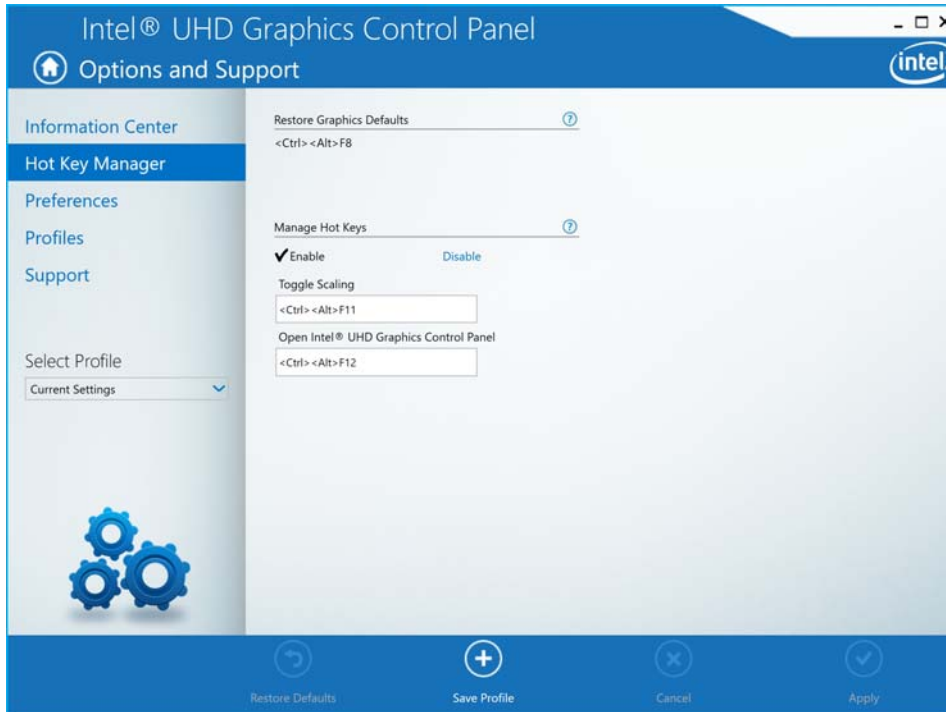 Intel® UHD Graphics Control Panel
Options and Support
intel
Information Center
Hot Key Manager
Preferences
Profiles
Support
Select Profile
Current Settings
Restore Graphics Defaults ?
<Ctrl><Alt>F8
Manage Hot Keys ?
Enable Disable
Toggle Scaling
<Ctrl><Alt>F11
Open Intel® UHD Graphics Control Panel
<Ctrl><Alt>F12
Restore Defaults Save Profile Cancel Apply